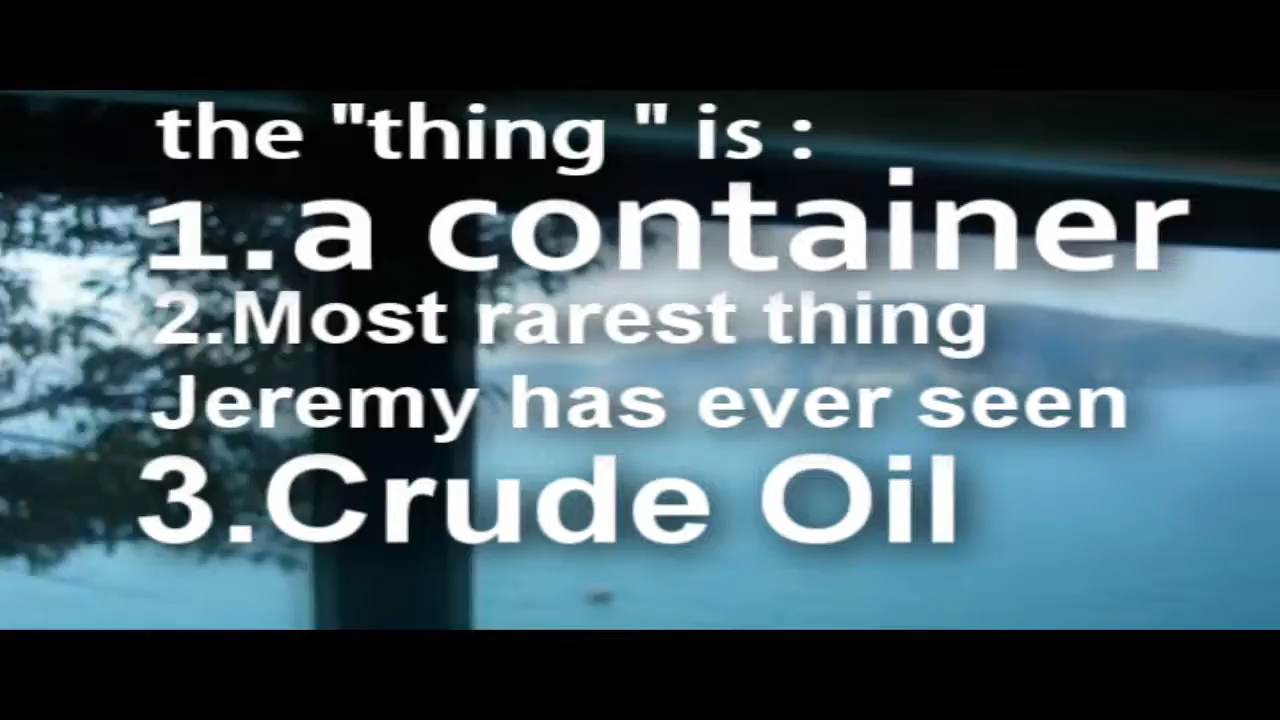 the "thing " is :
1.a container
2.Most rarest thing
Jeremy has ever seen
3.Crude Oil